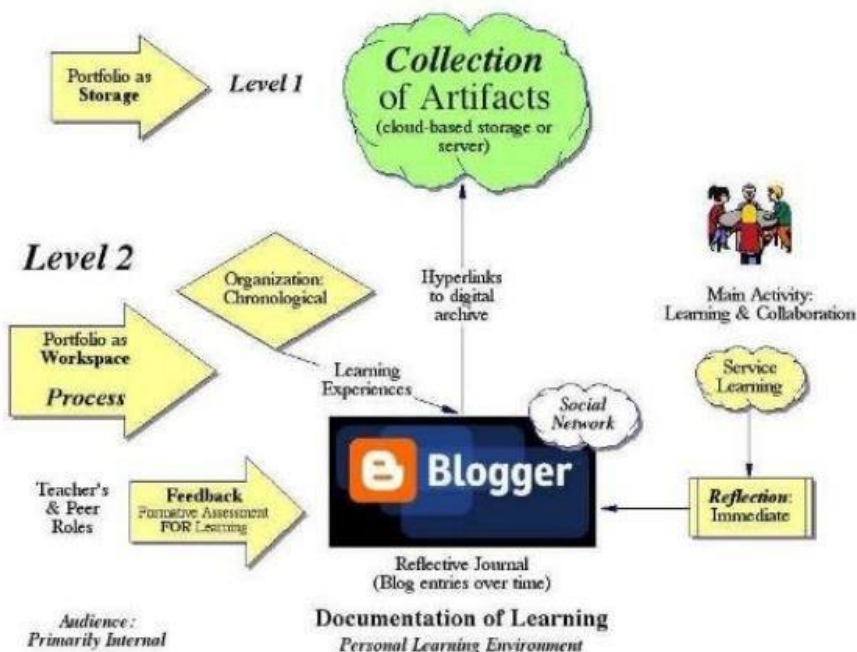 Portfolio as
Storage
Level 1
Collection
of Artifacts
(cloud-based storage or
server)
Level 2
Organization:
Chronological
Hyperlinks
to digital
archive
Main Activity:
Learning & Collaboration
Portfolio as
Workspace
Process
Learning
Experiences
Service
Learning
Social
Network
Blogger
Teacher's
& Peer
Roles
Feedback
Formative Assessment
FOR Learning
Reflection:
Immediate
Reflective Journal
(Blog entries over time)
Audience:
Primarily Internal
Documentation of Learning
Personal Learning Environment